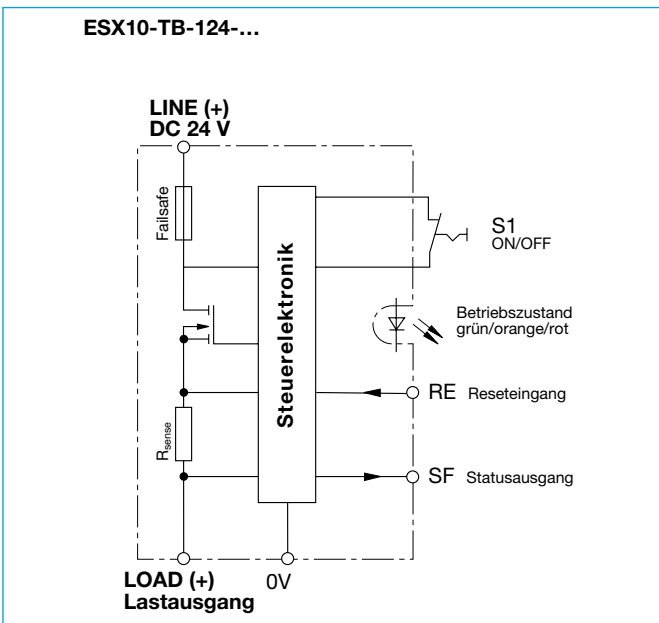 ESX10-TB-124-...
LINE (+)
DC 24 V
Failsafe
Steuerelektronik
S1
ON/OFF
Betriebszustand
grün/orange/rot
RE Reseteingang
Rsense
SF Statusausgang
LOAD (+)
Lastausgang
0V